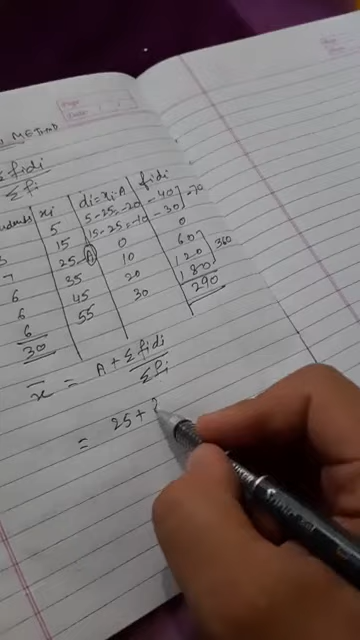 METHOD
Σfidi
Σfi
xi di = xi-A fidi
5 5-25=-20 -40
15 15-25=-10 -30 -70
25-A 0 0
7 35 10 60
6 45 20 120 360
6 55 30 180
6 290
30
x̄ = A + Σfidi
Σfi
= 25 +